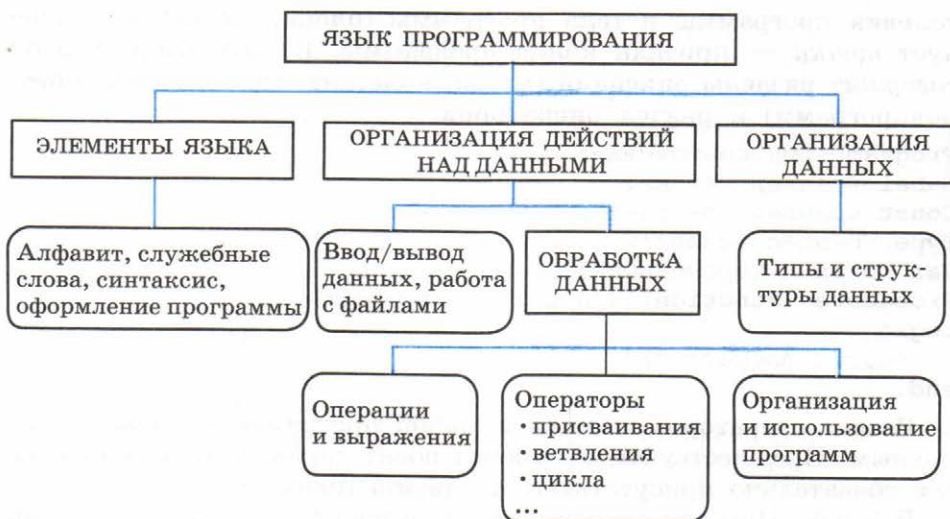 ЯЗЫК ПРОГРАММИРОВАНИЯ
ЭЛЕМЕНТЫ ЯЗЫКА
ОРГАНИЗАЦИЯ ДЕЙСТВИЙ
НАД ДАННЫМИ
ОРГАНИЗАЦИЯ
ДАННЫХ
Алфавит, служебные
слова, синтаксис,
оформление программы
Ввод/вывод
данных, работа
с файлами
ОБРАБОТКА
ДАННЫХ
Типы и струк-
туры данных
Операции
и выражения
Операторы
• присваивания
• ветвления
• цикла
...
Организация
и использование
программ